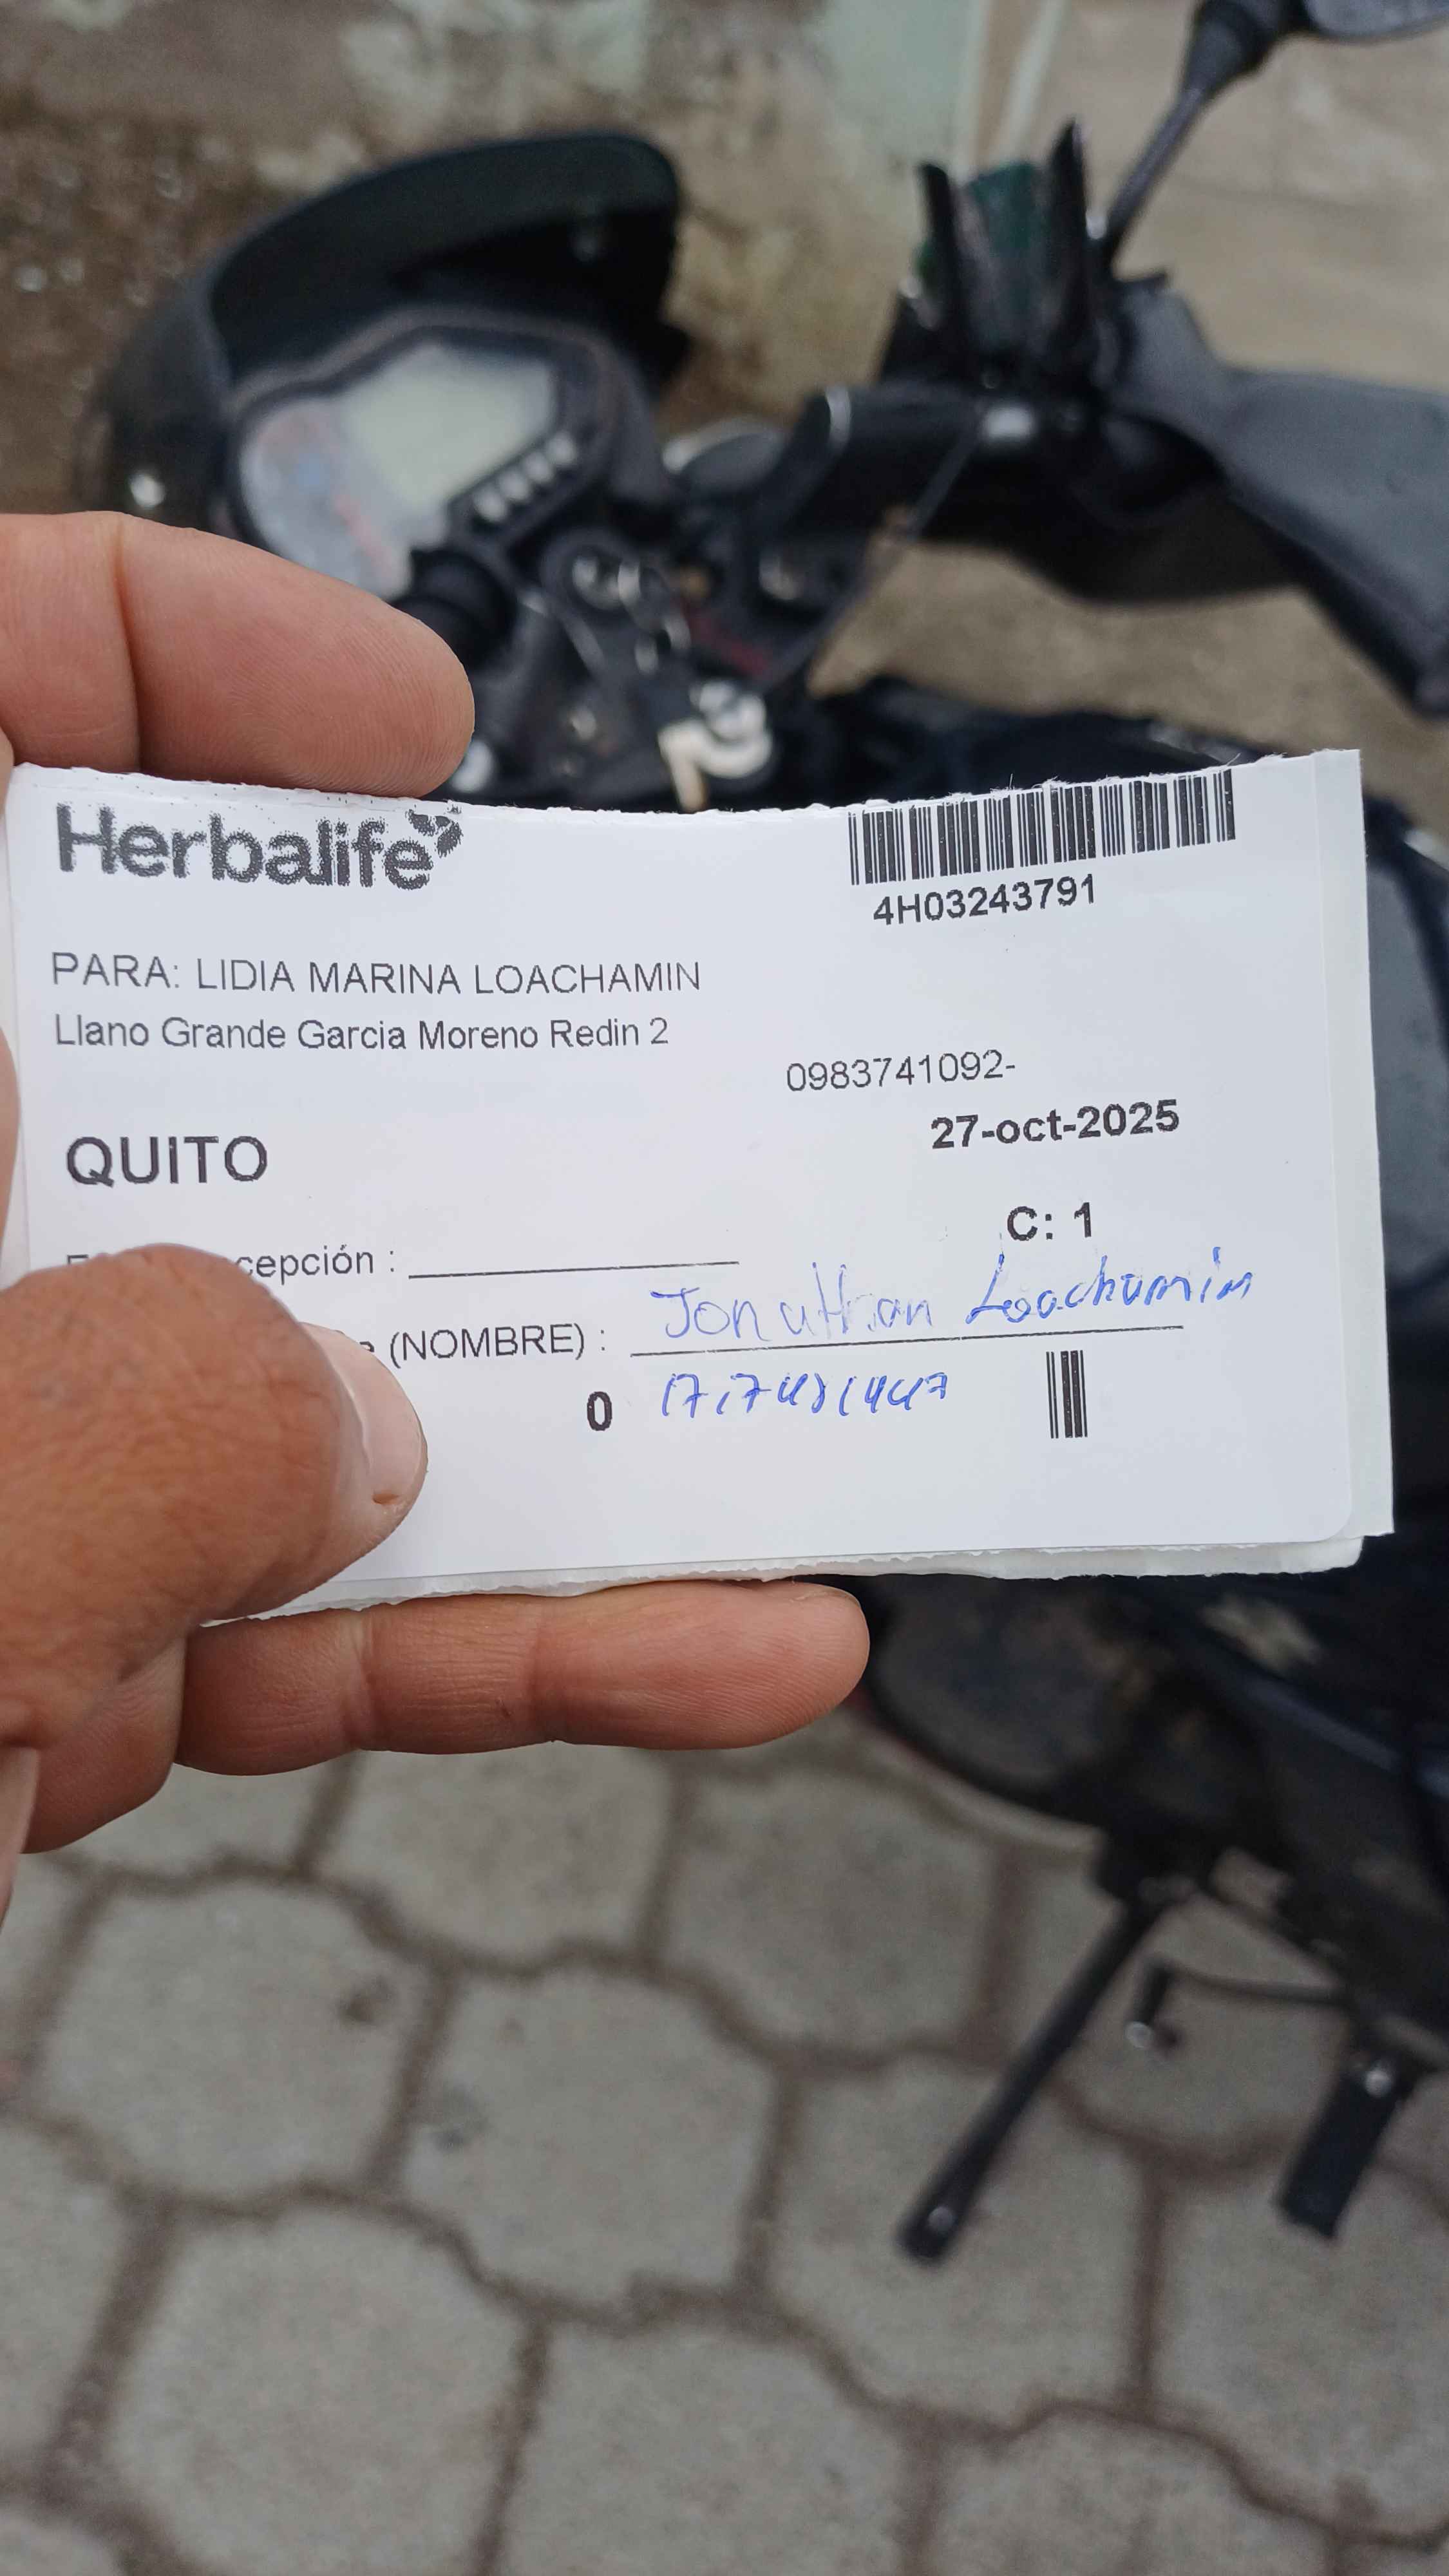 Herbalife
4H03243791
PARA: LIDIA MARINA LOACHAMIN
Llano Grande Garcia Moreno Redin 2
0983741092-
27-oct-2025
QUITO
C: 1
cepción :
(NOMBRE) : Jonathan Loachamin
0